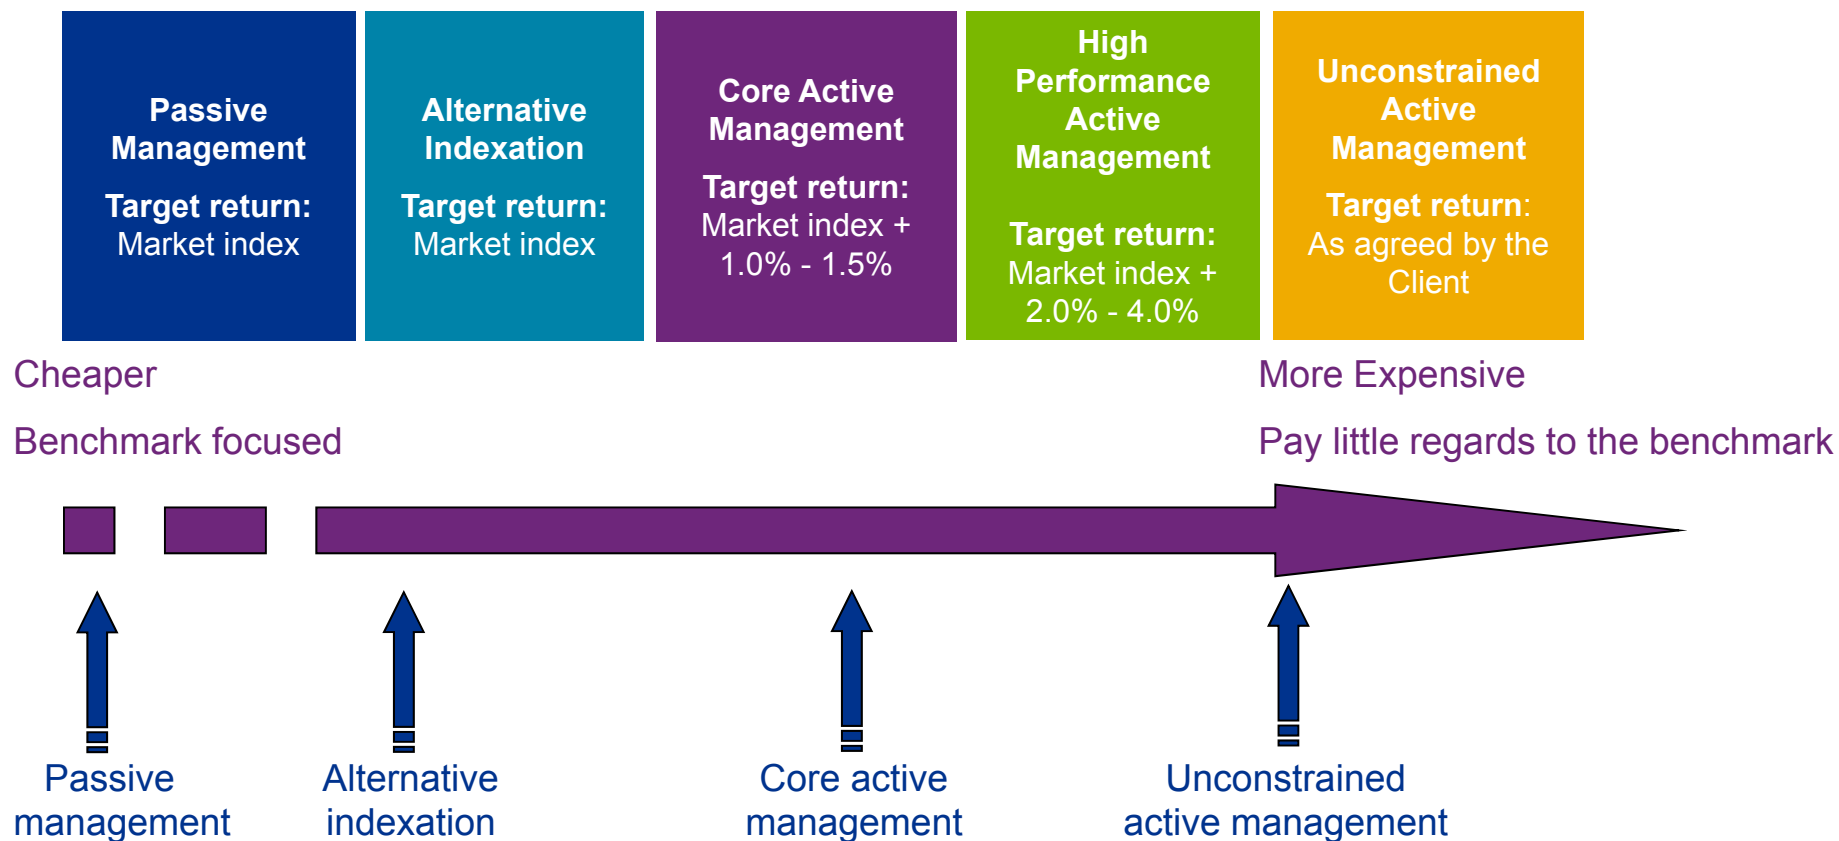 Passive
Management
Target return:
Market index
Alternative
Indexation
Target return:
Market index
Core Active
Management
Target return:
Market index +
1.0% - 1.5%
High
Performance
Active
Management
Target return:
Market index +
2.0% - 4.0%
Unconstrained
Active
Management
Target return:
As agreed by the
Client
Cheaper
More Expensive
Benchmark focused
Pay little regards to the benchmark
Passive
management
Alternative
indexation
Core active
management
Unconstrained
active management